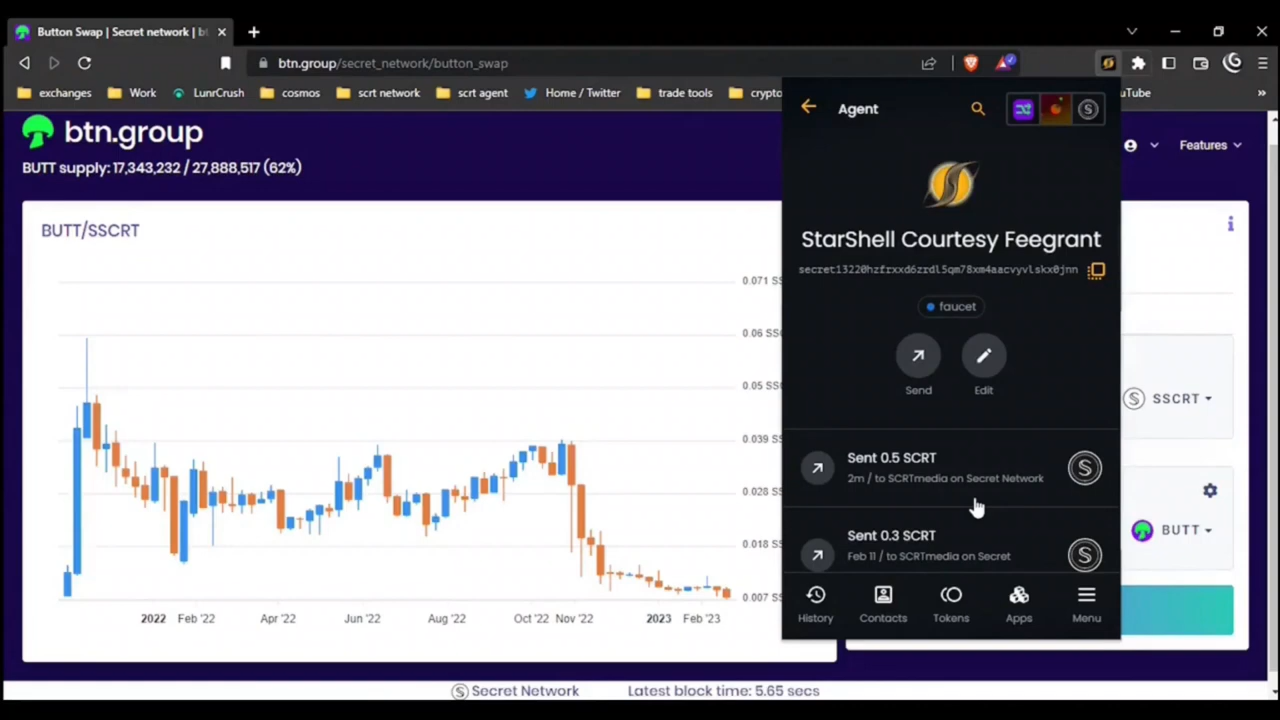 Button Swap | Secret network | bt
btn.group/secret_network/button_swap
exchanges
Work
LunrCrush
cosmos
scrt network
scrt agent
Home / Twitter
trade tools
crypto
uTube
btn.group
BUTT supply: 17,343,232 / 27,888,517 (62%)
Features
BUTT/SSCRT
0.071 SS
0.06 SS
0.05 SS
0.039 SS
0.028 SS
0.018 SS
0.007 SS
2022
Feb '22
Apr '22
Jun '22
Aug '22
Oct '22
Nov '22
2023
Feb '23
Agent
StarShell Courtesy Feegrant
secret13220hzfrxxd6zrdl5qm78xm4aacvyvlskx0jnn
faucet
Send
Edit
Sent 0.5 SCRT
2m / to SCRTmedia on Secret Network
Sent 0.3 SCRT
Feb 11 / to SCRTmedia on Secret
History
Contacts
Tokens
Apps
Menu
SSCRT
BUTT
Secret Network
Latest block time: 5.65 secs